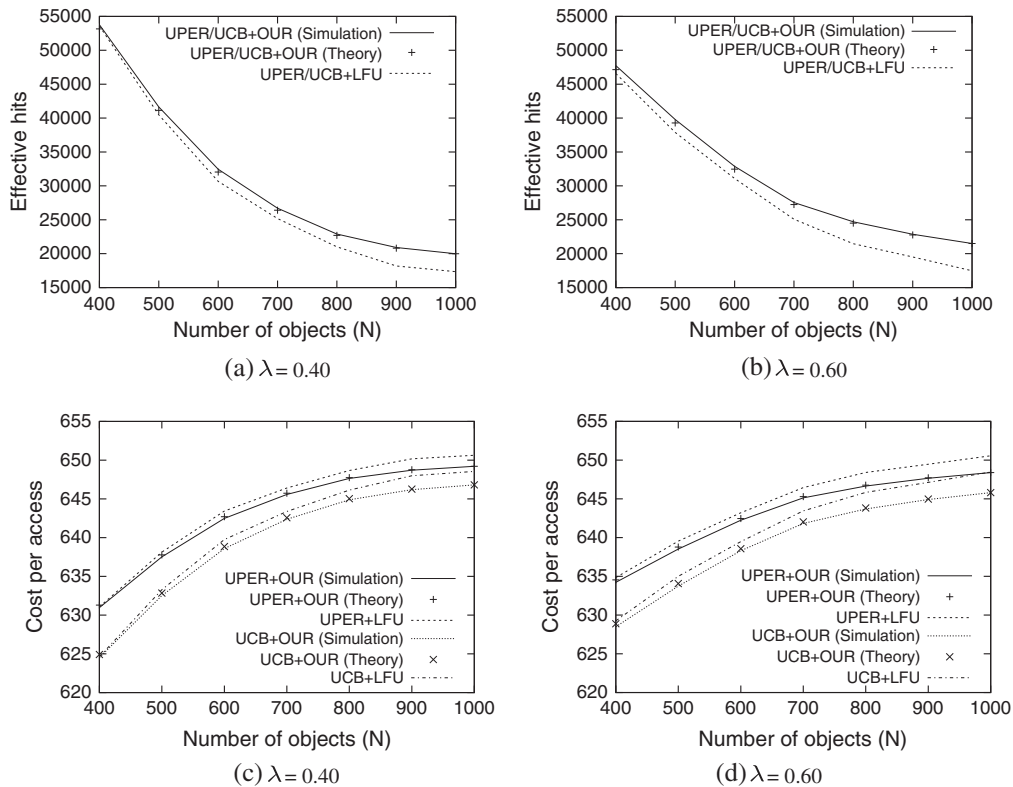 55000
50000
45000
40000
35000
30000
25000
20000
15000
Effective hits
UPER/UCB+OUR (Simulation)
UPER/UCB+OUR (Theory)
UPER/UCB+LFU
400 500 600 700 800 900 1000
Number of objects (N)
(a) λ = 0.40
55000
50000
45000
40000
35000
30000
25000
20000
15000
Effective hits
UPER/UCB+OUR (Simulation)
UPER/UCB+OUR (Theory)
UPER/UCB+LFU
400 500 600 700 800 900 1000
Number of objects (N)
(b) λ = 0.60
655
650
645
640
635
630
625
620
Cost per access
UPER+OUR (Simulation)
UPER+OUR (Theory)
UPER+LFU
UCB+OUR (Simulation)
UCB+OUR (Theory)
UCB+LFU
400 500 600 700 800 900 1000
Number of objects (N)
(c) λ = 0.40
655
650
645
640
635
630
625
620
Cost per access
UPER+OUR (Simulation)
UPER+OUR (Theory)
UPER+LFU
UCB+OUR (Simulation)
UCB+OUR (Theory)
UCB+LFU
400 500 600 700 800 900 1000
Number of objects (N)
(d) λ = 0.60